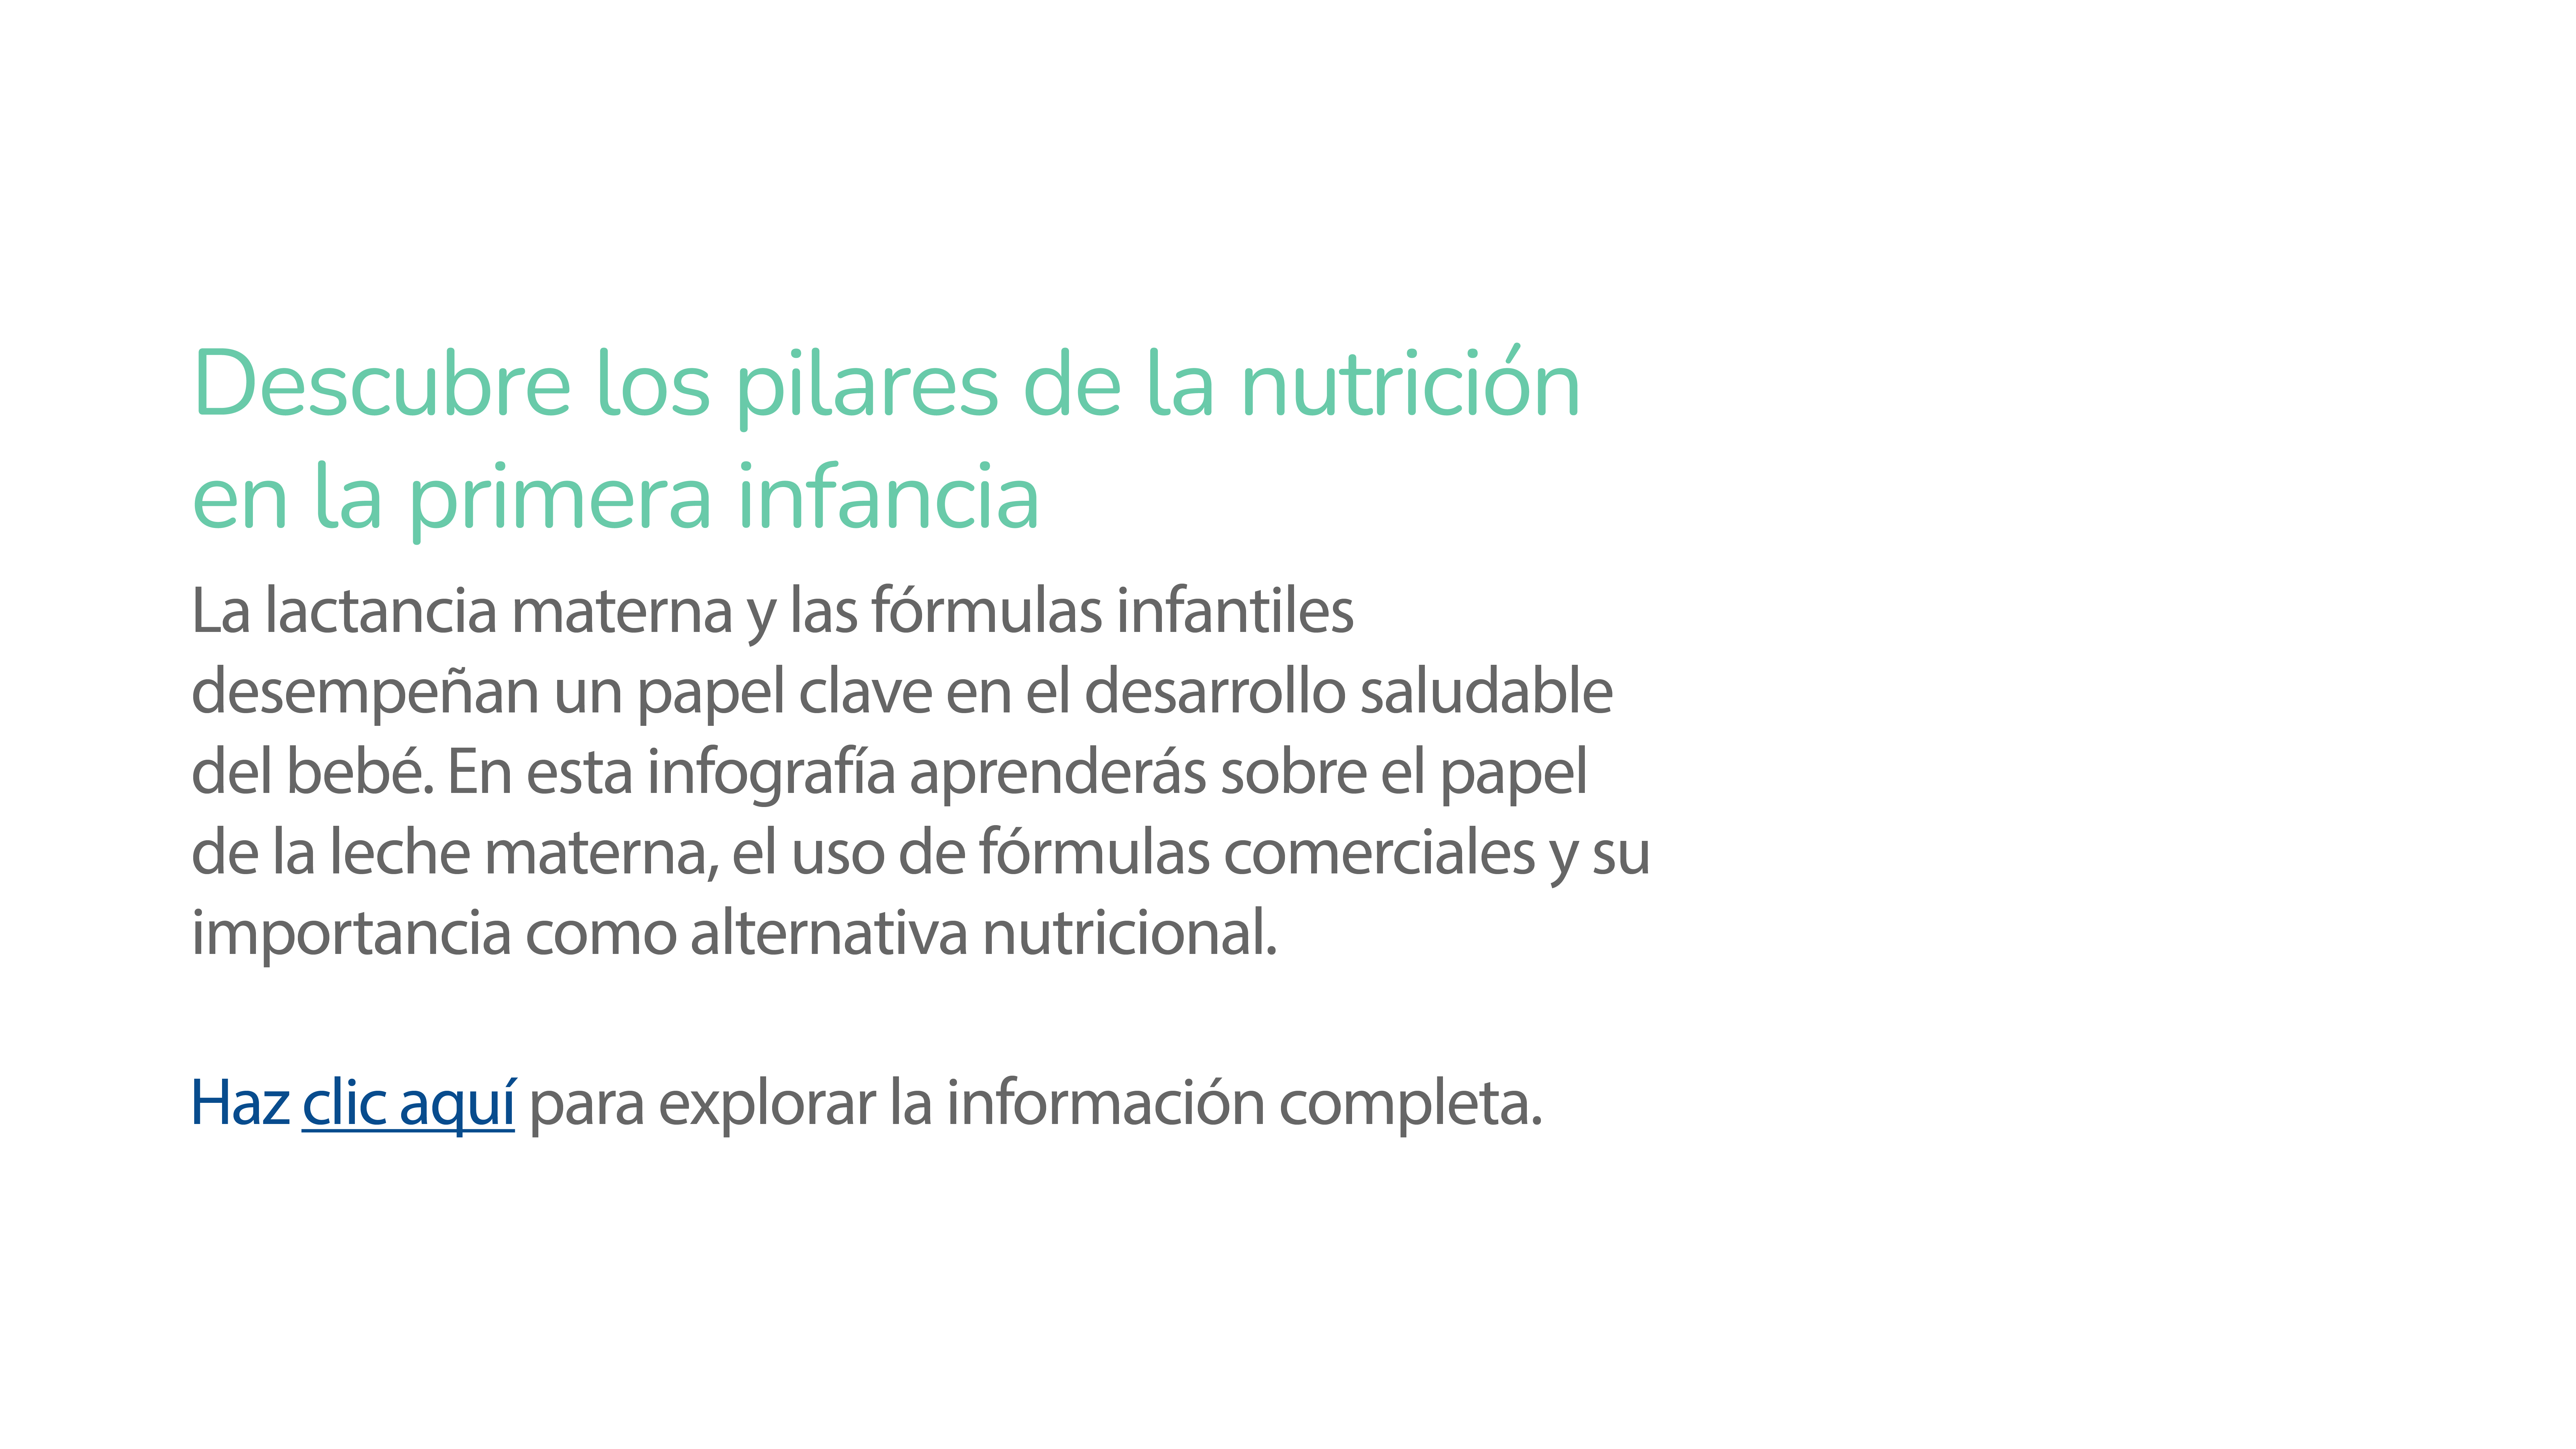 Descubre los pilares de la nutrición
en la primera infancia
La lactancia materna y las fórmulas infantiles
desempeñan un papel clave en el desarrollo saludable
del bebé. En esta infografía aprenderás sobre el papel
de la leche materna, el uso de fórmulas comerciales y su
importancia como alternativa nutricional.
Haz clic aquí para explorar la información completa.